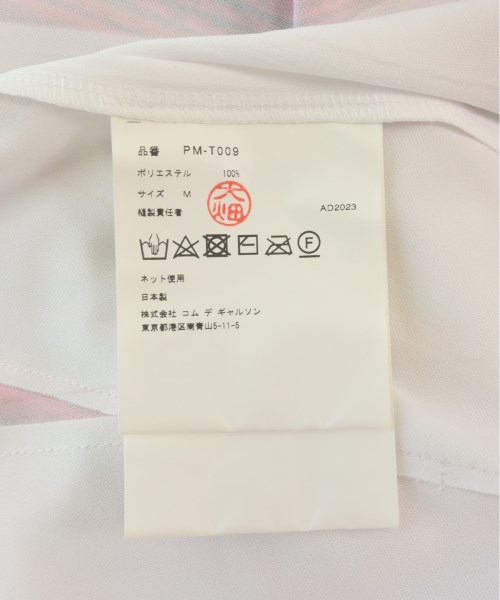 品番 PM-T009
ポリエステル 100%
サイズ M
縫製責任者 大畑 AD2023
F
ネット使用
日本製
株式会社 コム デ ギャルソン
東京都港区南青山5-11-5